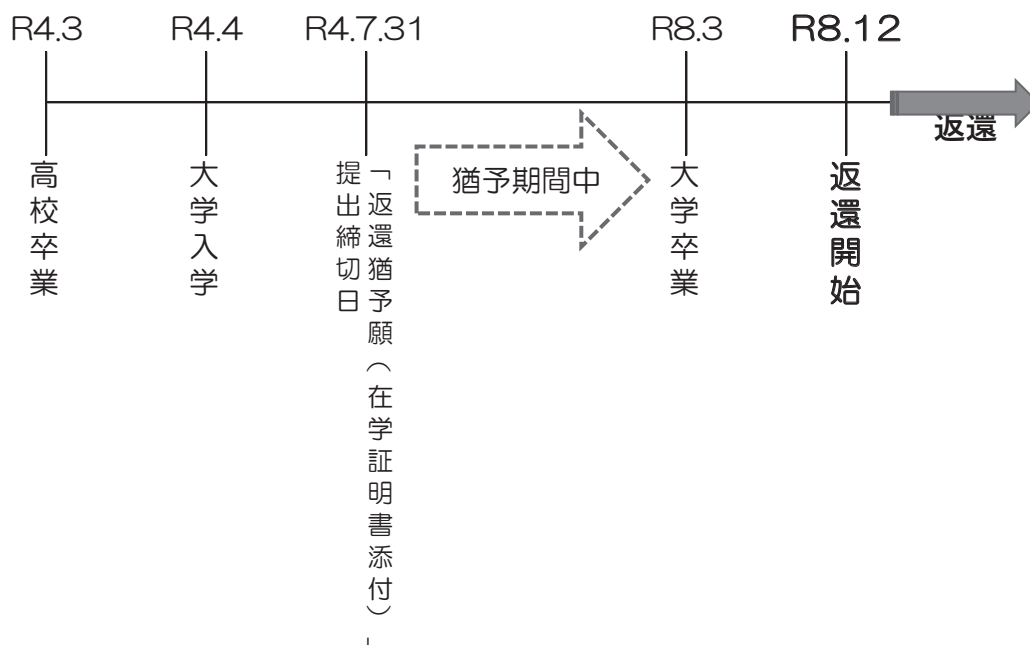 R4.3
R4.4
R4.7.31
R8.3
R8.12
返還
高校卒業
大学入学
「返還猶予願（在学証明書添付）」
提出締切日
猶予期間中
大学卒業
返還開始